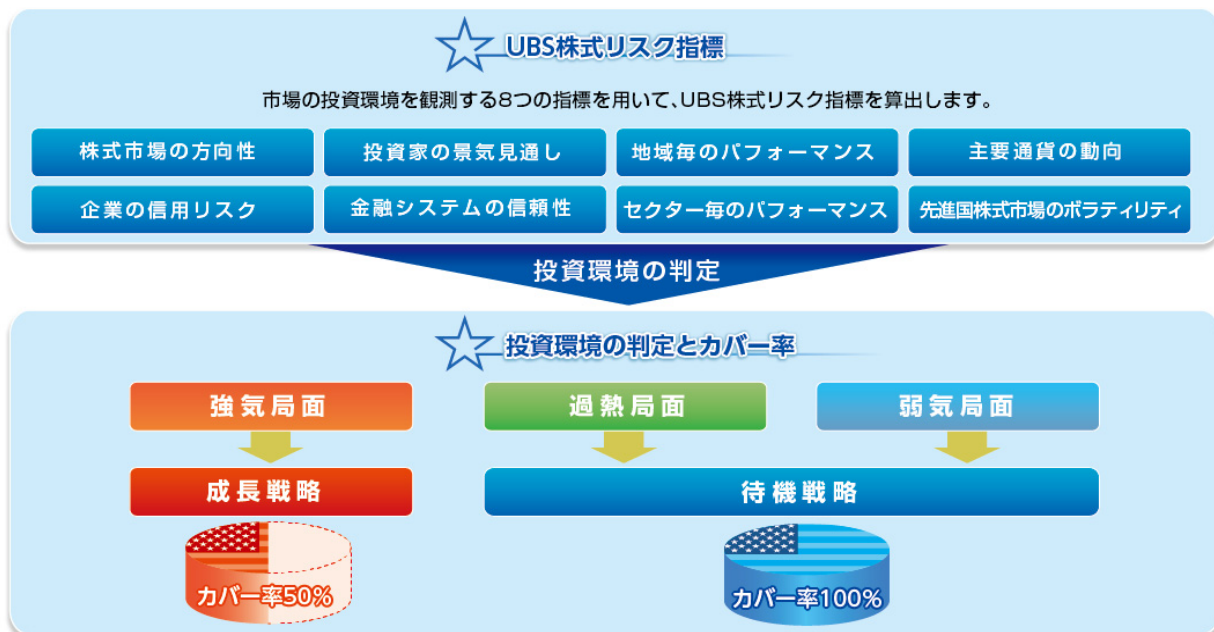 UBS株式リスク指標
市場の投資環境を観測する8つの指標を用いて、UBS株式リスク指標を算出します。
株式市場の方向性
投資家の景気見通し
地域毎のパフォーマンス
主要通貨の動向
企業の信用リスク
金融システムの信頼性
セクター毎のパフォーマンス
先進国株式市場のボラティリティ
投資環境の判定
投資環境の判定とカバー率
強気局面
過熱局面
弱気局面
成長戦略
待機戦略
カバー率50%
カバー率100%